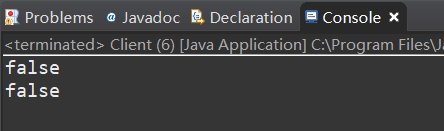 Problems @ Javadoc Declaration Console
<terminated> Client (6) [Java Application] C:\Program Files\Ja
false
false